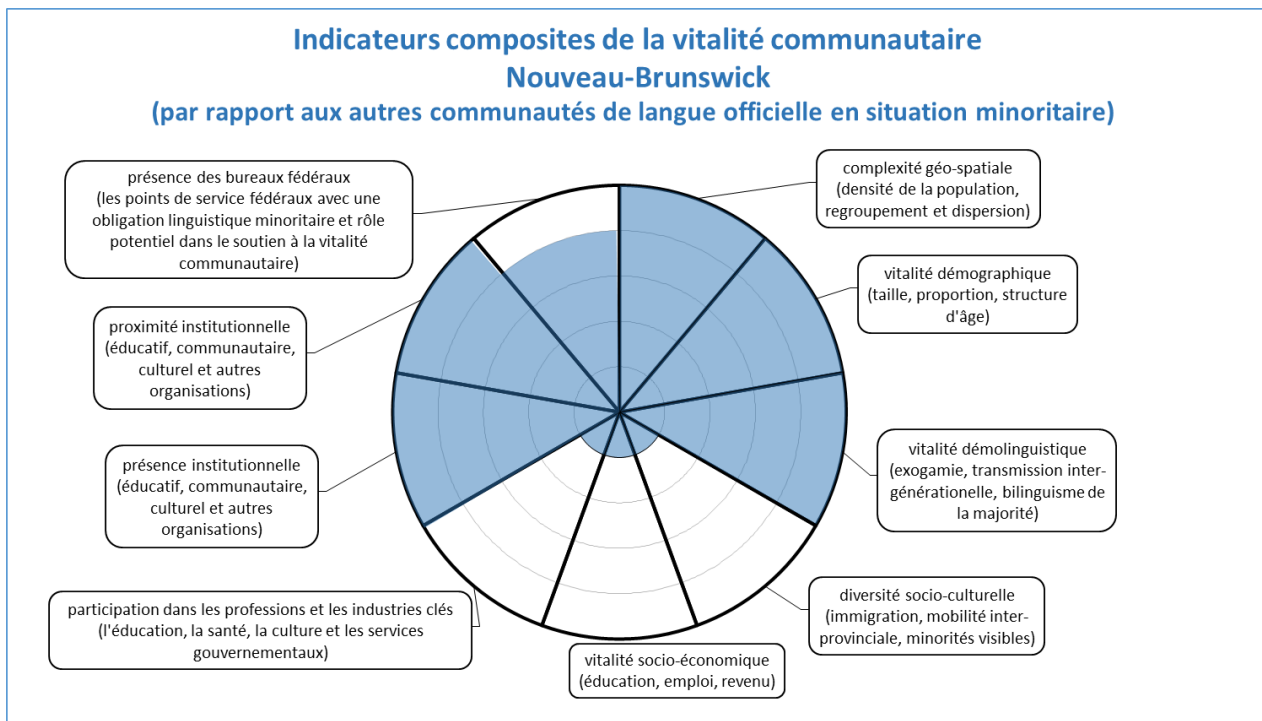 Indicateurs composites de la vitalité communautaire
Nouveau-Brunswick
(par rapport aux autres communautés de langue officielle en situation minoritaire)
présence des bureaux fédéraux
(les points de service fédéraux avec une
obligation linguistique minoritaire et rôle
potentiel dans le soutien à la vitalité
communautaire)
complexité géo-spatiale
(densité de la population,
regroupement et dispersion)
vitalité démographique
(taille, proportion, structure
d'âge)
proximité institutionnelle
(éducatif, communautaire,
culturel et autres
organisations)
vitalité démolinguistique
(exogamie, transmission inter-
générationelle, bilinguisme de
la majorité)
présence institutionnelle
(éducatif, communautaire,
culturel et autres
organisations)
diversité socio-culturelle
(immigration, mobilité inter-
provinciale, minorités visibles)
participation dans les professions et les industries clés
(l'éducation, la santé, la culture et les services
gouvernementaux)
vitalité socio-économique
(éducation, emploi, revenu)